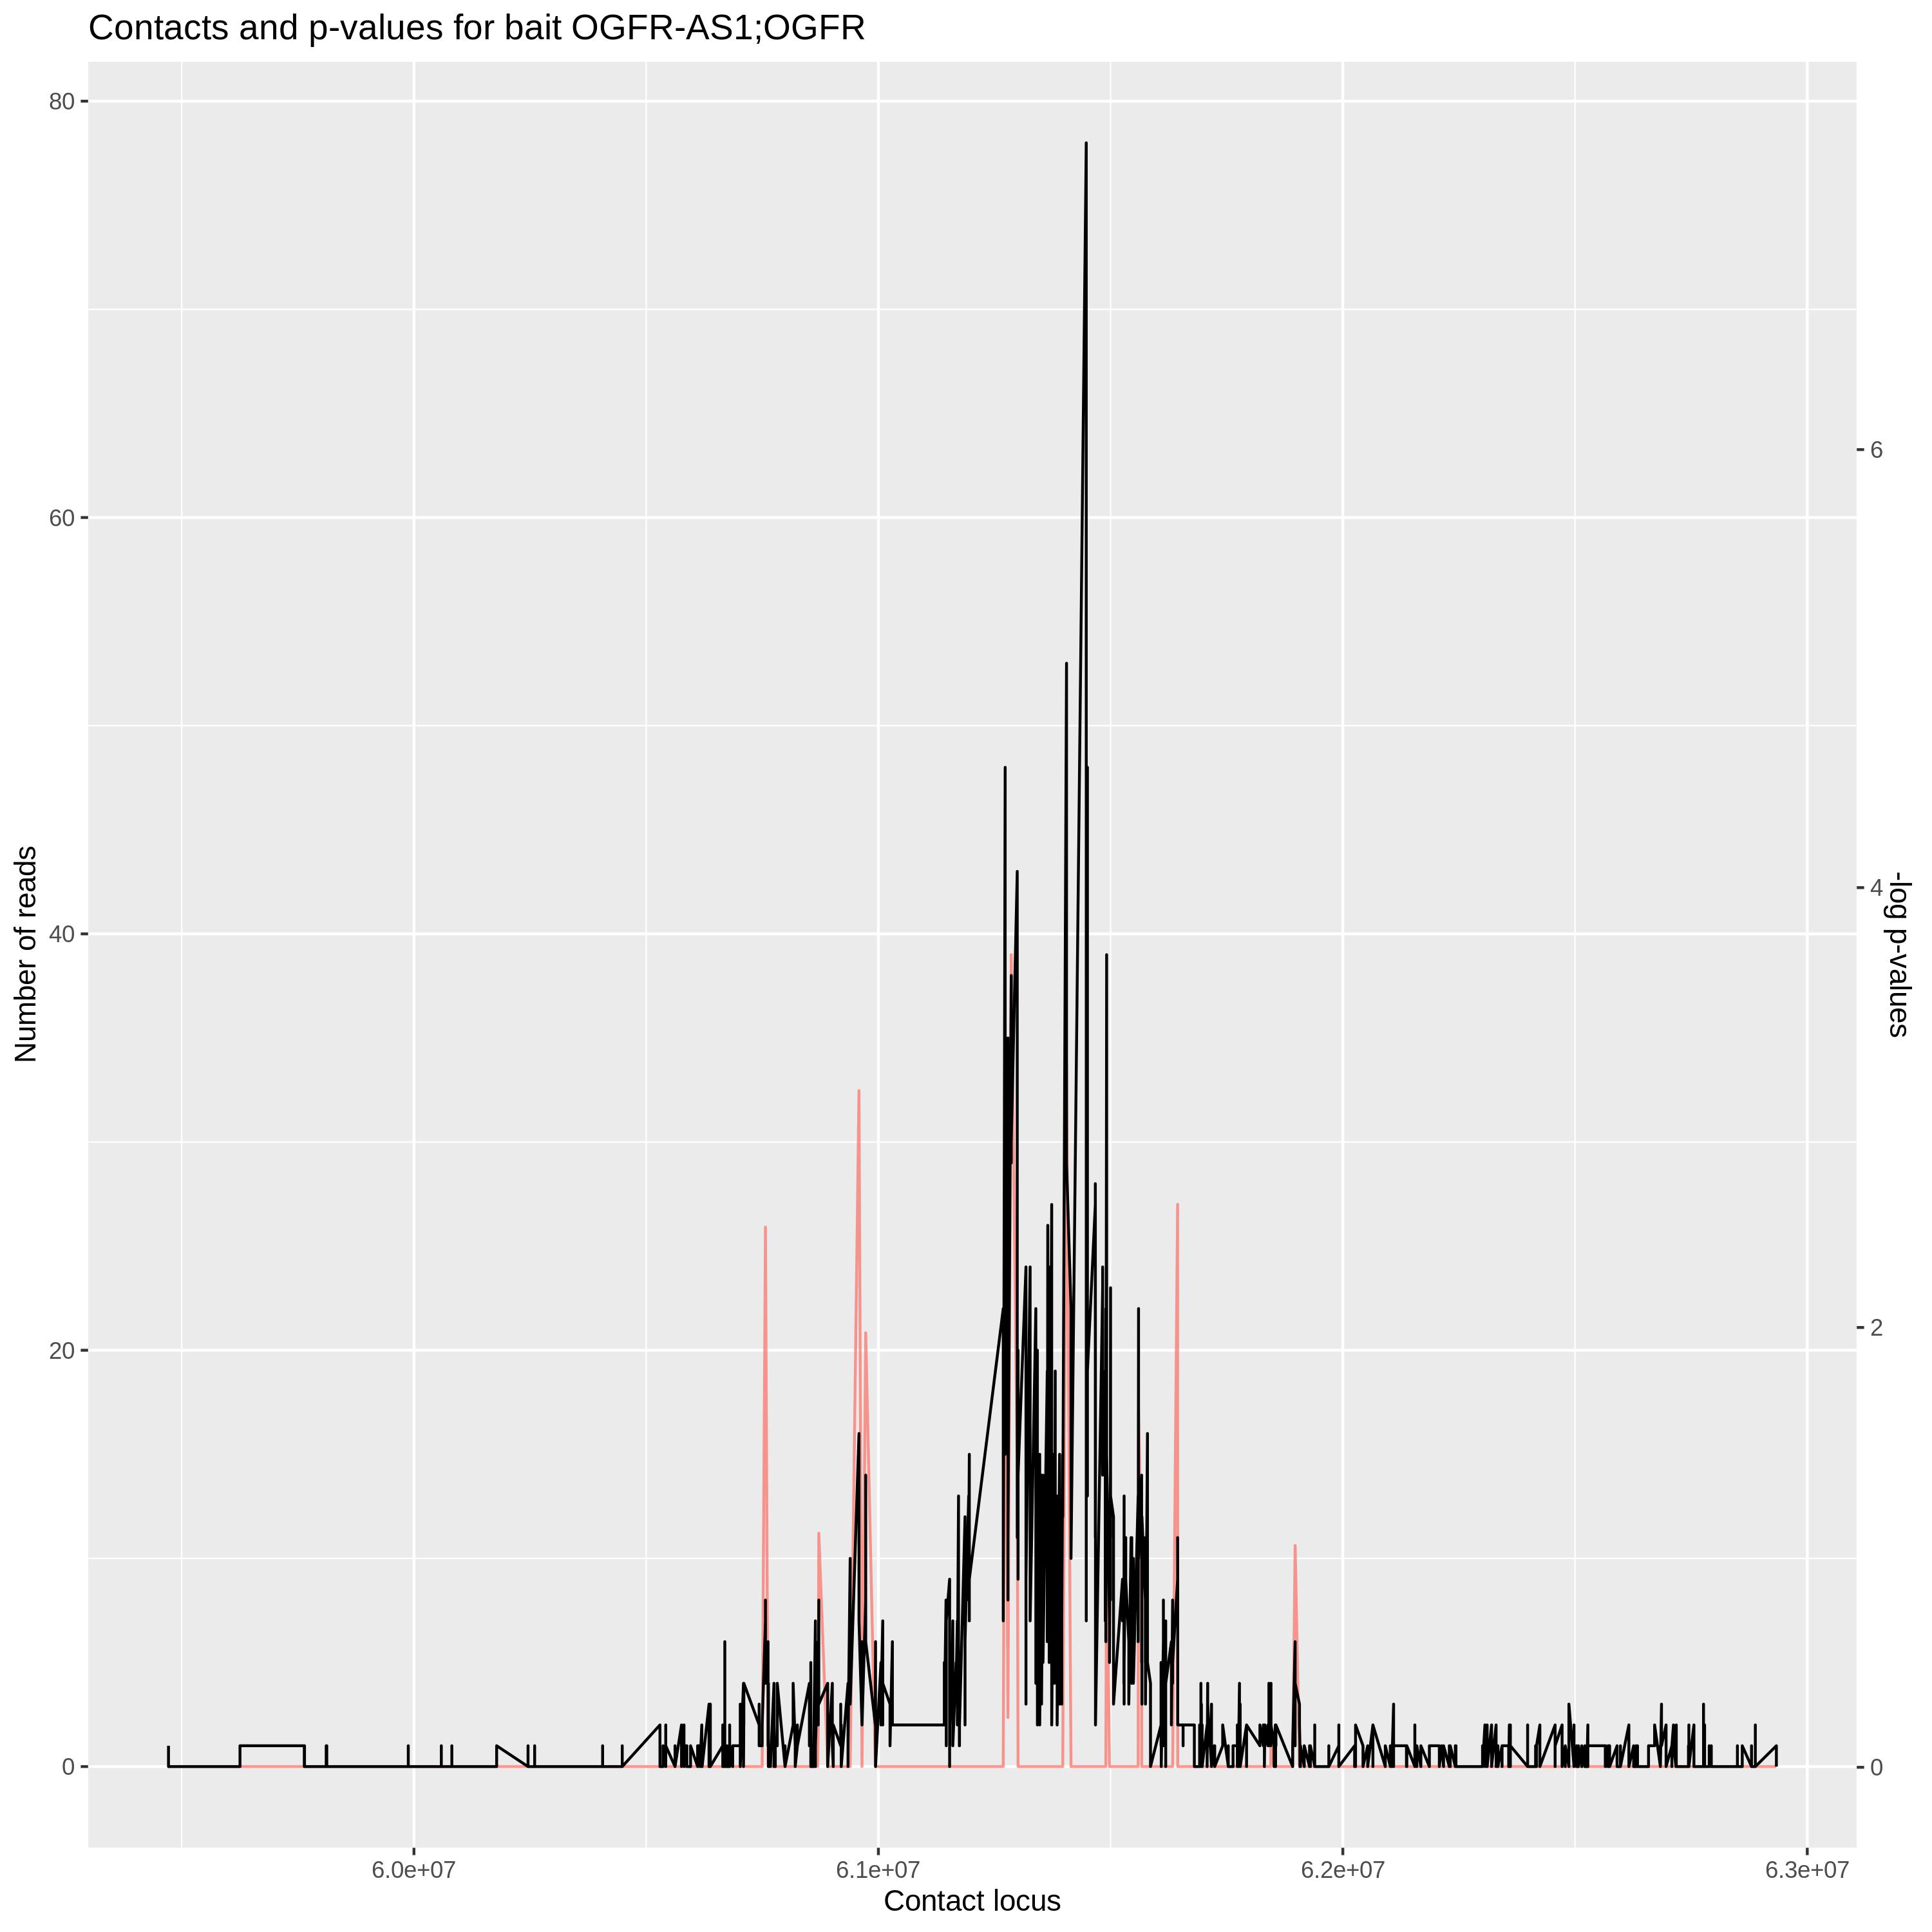 Contacts and p-values for bait OGFR-AS1;OGFR
80
60
40
20
0
Number of reads
6
4
2
0
-log p-values
6.0e+07
6.1e+07
6.2e+07
6.3e+07
Contact locus